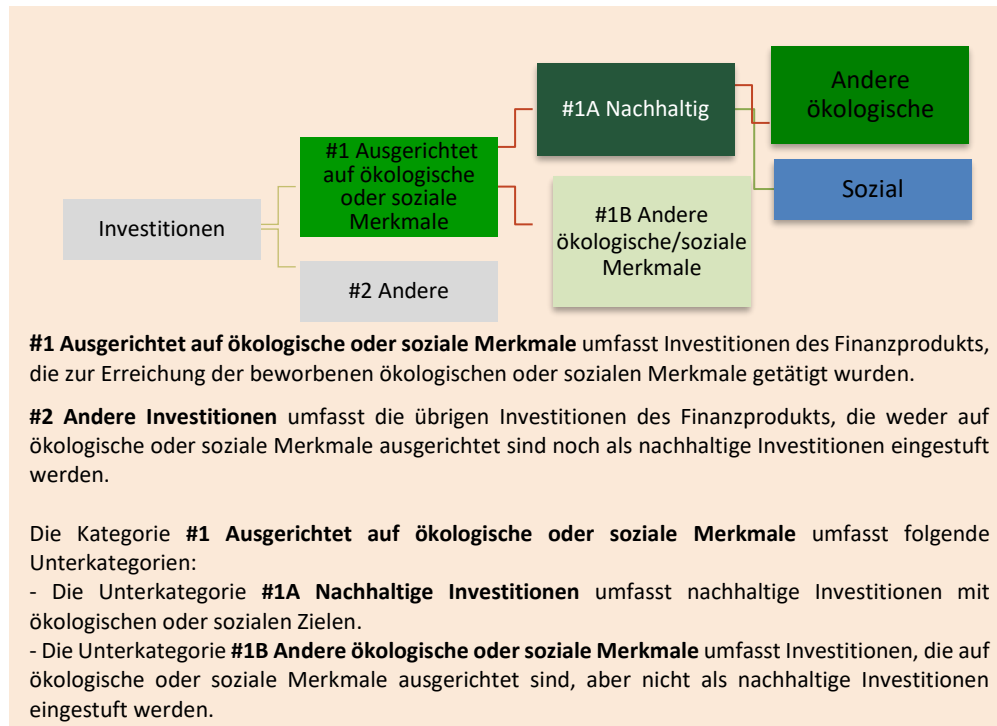 Investitionen
#1 Ausgerichtet
auf ökologische
oder soziale
Merkmale
#2 Andere
#1A Nachhaltig
#1B Andere
ökologische/soziale
Merkmale
Andere
ökologische
Sozial
#1 Ausgerichtet auf ökologische oder soziale Merkmale umfasst Investitionen des Finanzprodukts,
die zur Erreichung der beworbenen ökologischen oder sozialen Merkmale getätigt wurden.
#2 Andere Investitionen umfasst die übrigen Investitionen des Finanzprodukts, die weder auf
ökologische oder soziale Merkmale ausgerichtet sind noch als nachhaltige Investitionen eingestuft
werden.
Die Kategorie #1 Ausgerichtet auf ökologische oder soziale Merkmale umfasst folgende
Unterkategorien:
- Die Unterkategorie #1A Nachhaltige Investitionen umfasst nachhaltige Investitionen mit
ökologischen oder sozialen Zielen.
- Die Unterkategorie #1B Andere ökologische oder soziale Merkmale umfasst Investitionen, die auf
ökologische oder soziale Merkmale ausgerichtet sind, aber nicht als nachhaltige Investitionen
eingestuft werden.